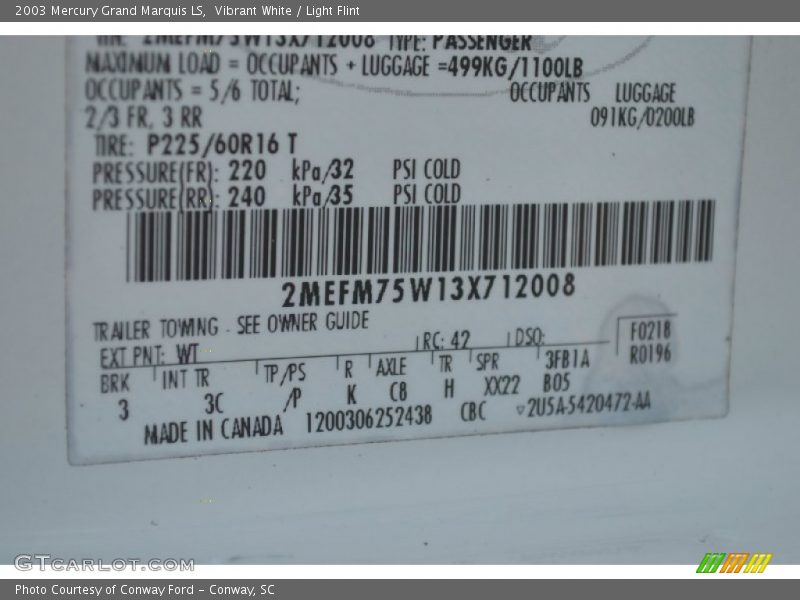 2003 Mercury Grand Marquis LS,  Vibrant White / Light Flint
VIN: 2MEFM75W13X712008 TYPE: PASSENGER
MAXIMUM LOAD = OCCUPANTS + LUGGAGE =499KG/1100LB
OCCUPANTS = 5/6 TOTAL; OCCUPANTS LUGGAGE
2/3 FR, 3 RR 091KG/0200LB
TIRE: P225/60R16 T
PRESSURE(FR): 220 kPa/32 PSI COLD
PRESSURE(RR): 240 kPa/35 PSI COLD
2MEFM75W13X712008
TRAILER TOWING - SEE OWNER GUIDE
EXT PNT: WT RC: 42 DSO: F0218
BRK INT TR TP/PS R AXLE TR SPR 3FB1A R0196
3 3C /P K C8 H XX22 B05
MADE IN CANADA 1200306252438 CBC ▽2U5A-5420472-AA
GTCarLot.com
Photo Courtesy of Conway Ford – Conway, SC